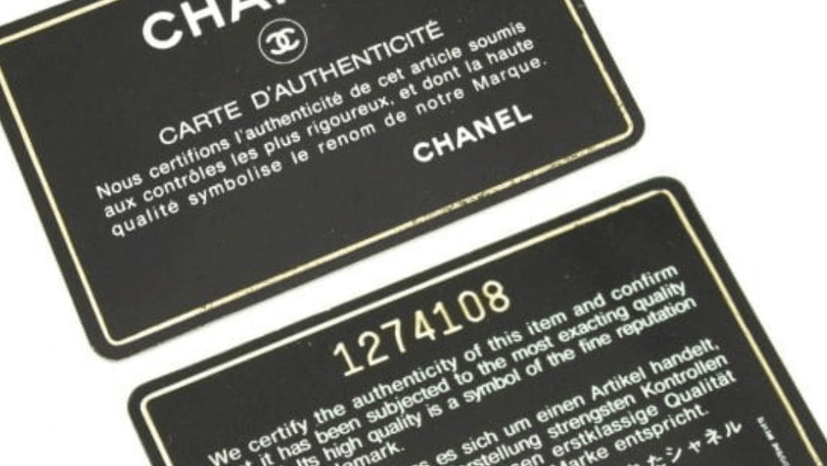 CARTE D'AUTHENTICITÉ
Nous certifions l'authenticité de cet article soumis
aux contrôles les plus rigoureux, et dont la haute
qualité symbolise le renom de notre Marque.
CHANEL
1274108
We certify the authenticity of this item and confirm
it has been subjected to the most exacting quality
Its high quality is a symbol of the fine reputation
es sich um einen Artikel handelt,
strengsten Kontrollen
erstklassige Qualität
entspricht.
シャネル